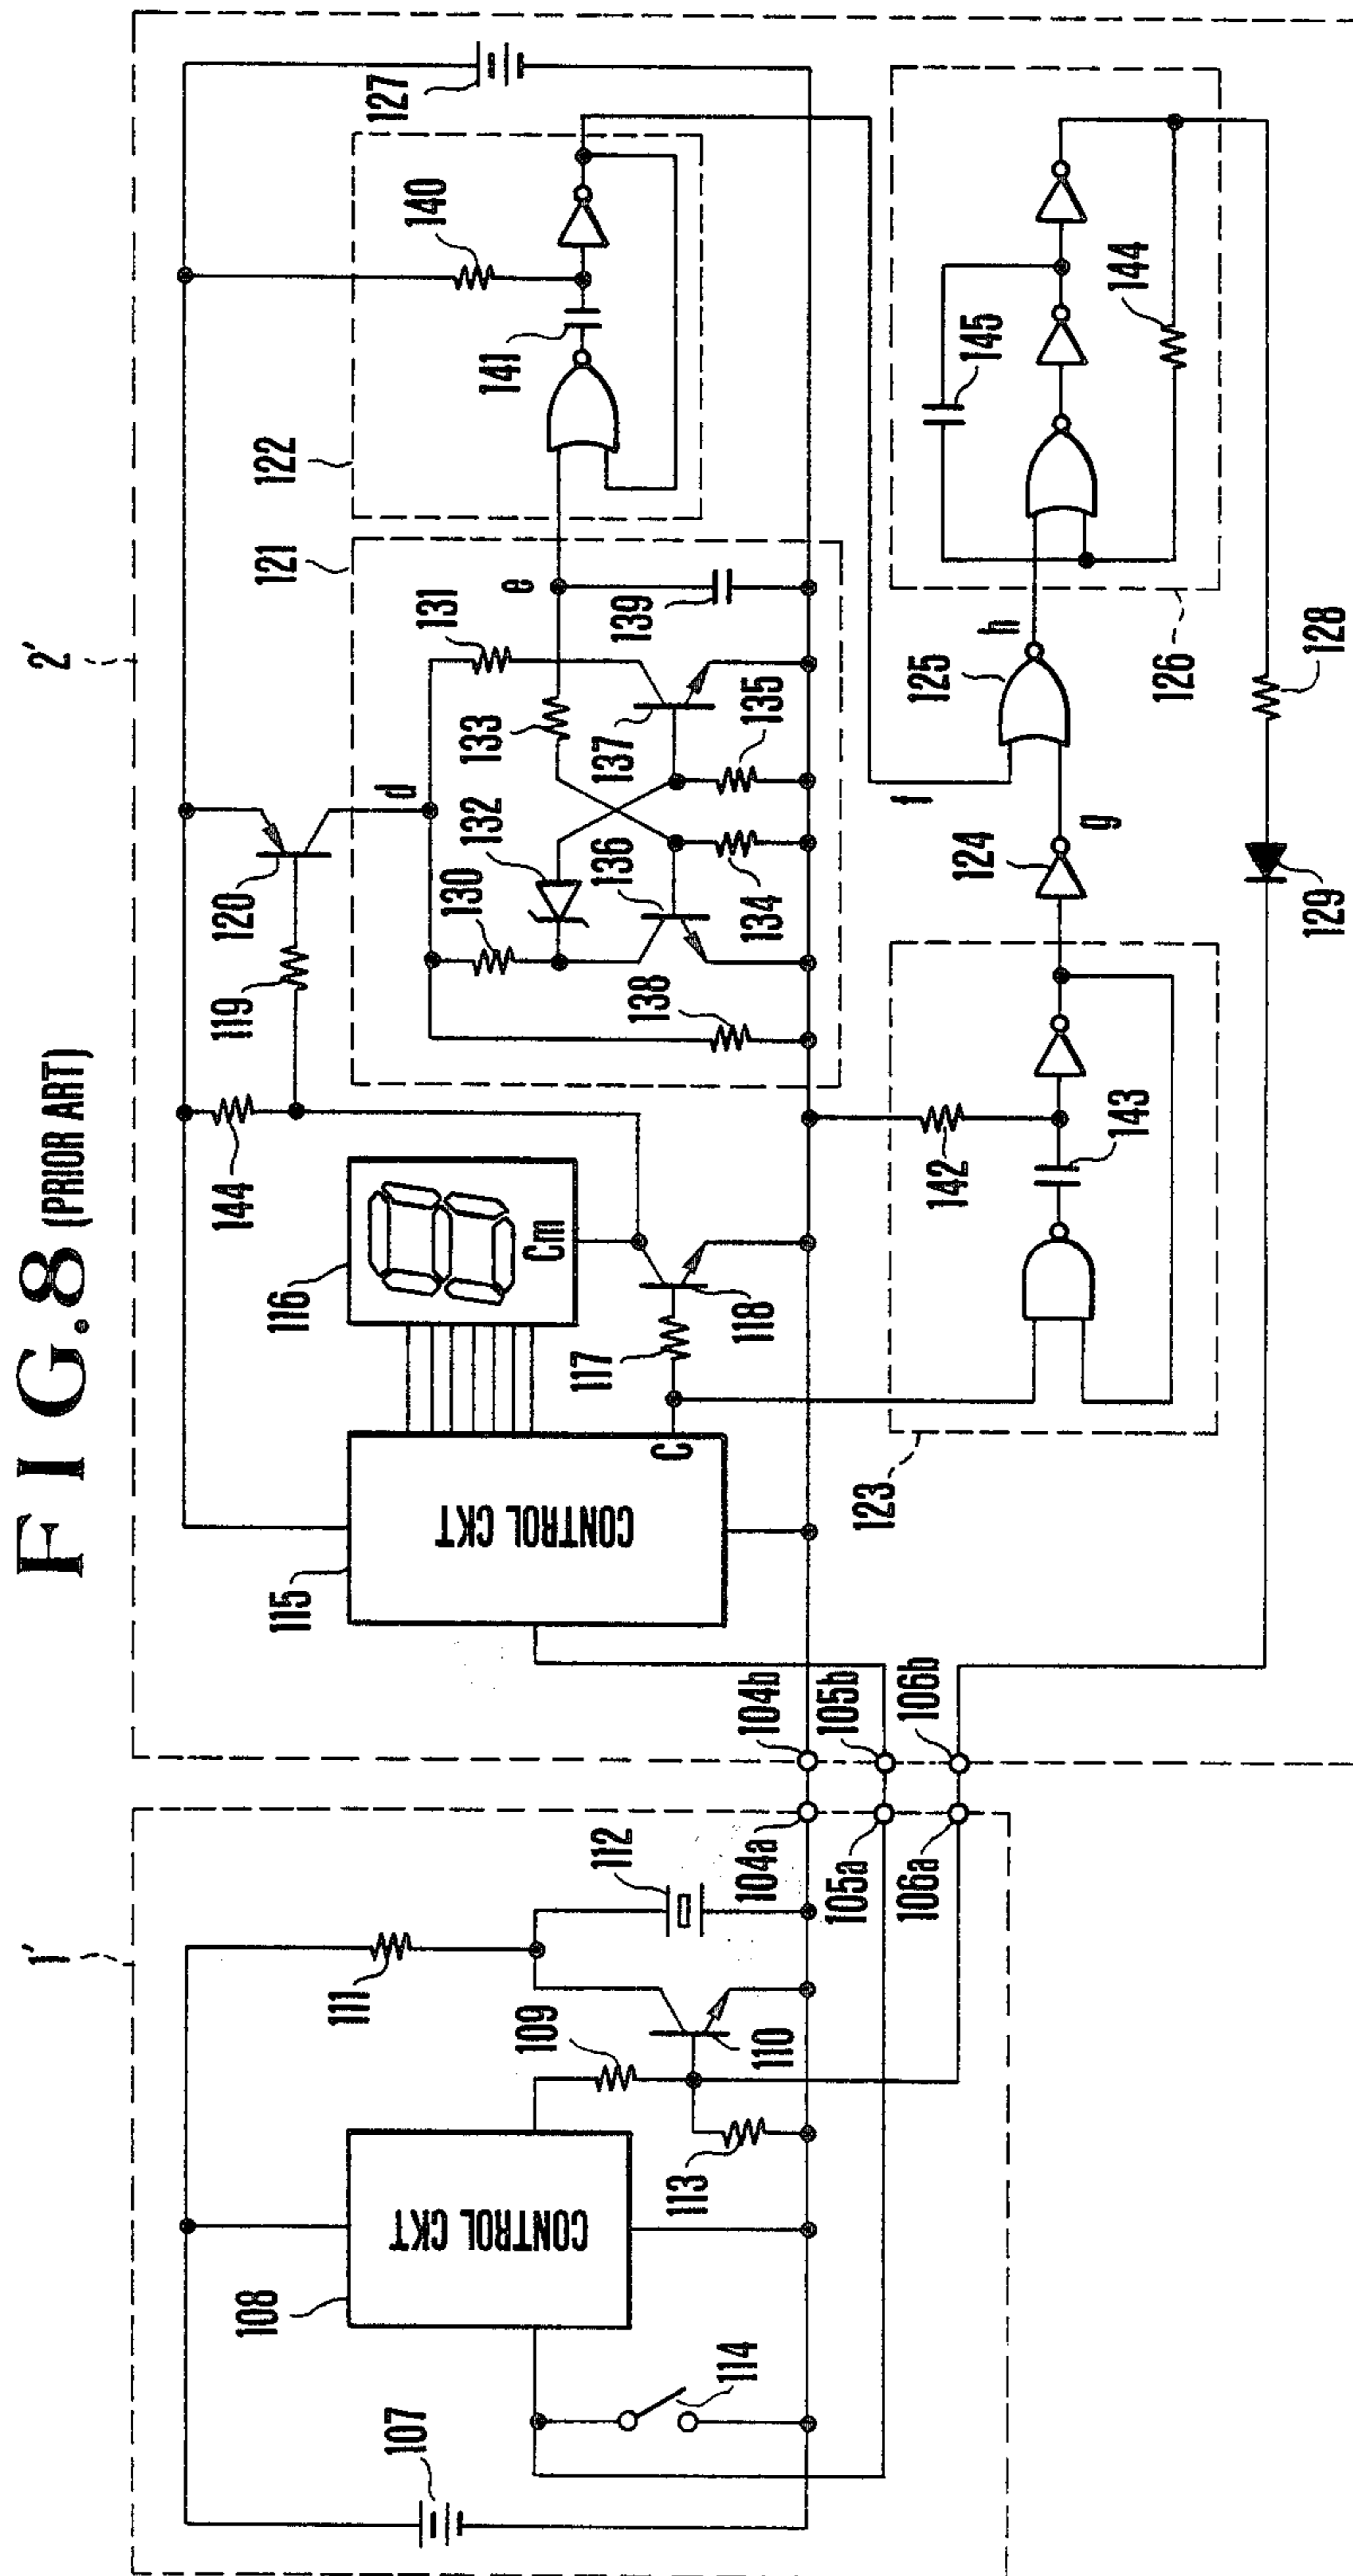 FIG.8 (PRIOR ART)
1'
2'
107
108
CONTROL CKT
109
110
111
112
113
114
104a
105a
106a
104b
105b
106b
115
CONTROL CKT
C
116
Cm
117
118
144
119
120
d
121
130
131
132
133
136
137
138
134
135
139
e
122
140
141
127
123
142
143
124
g
f
125
h
126
145
144
128
129